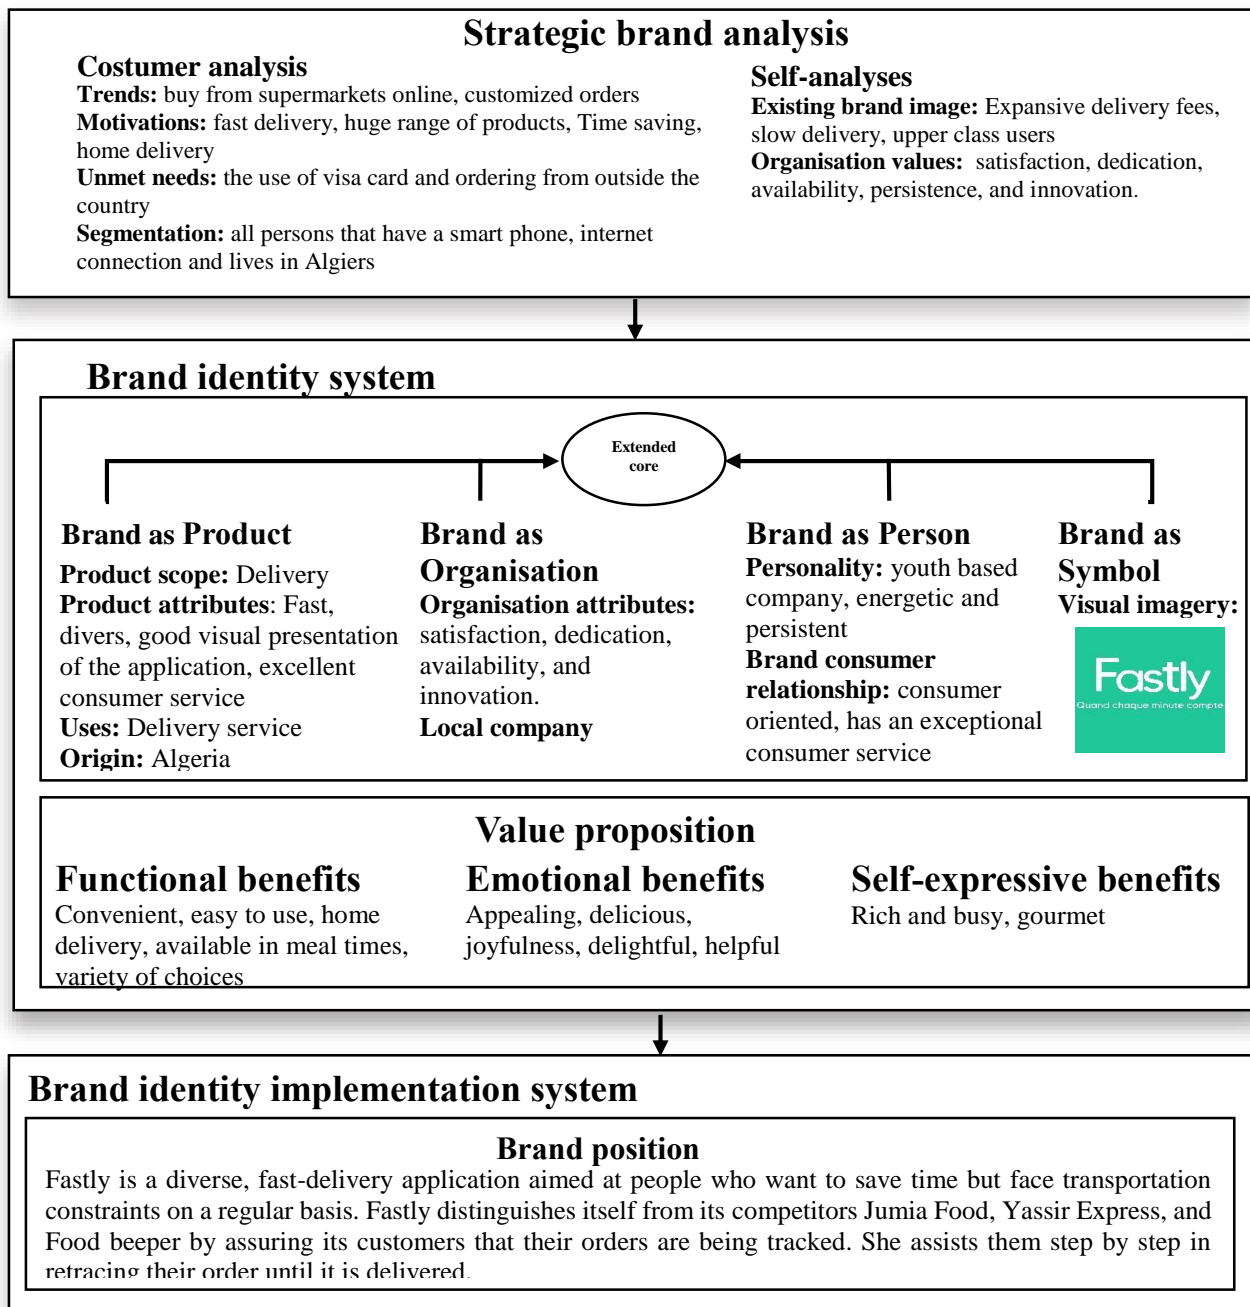 Strategic brand analysis
Costumer analysis
Trends: buy from supermarkets online, customized orders
Motivations: fast delivery, huge range of products, Time saving,
home delivery
Unmet needs: the use of visa card and ordering from outside the
country
Segmentation: all persons that have a smart phone, internet
connection and lives in Algiers
Self-analyses
Existing brand image: Expansive delivery fees,
slow delivery, upper class users
Organisation values: satisfaction, dedication,
availability, persistence, and innovation.
Brand identity system
Extended
core
Brand as Product
Product scope: Delivery
Product attributes: Fast,
divers, good visual presentation
of the application, excellent
consumer service
Uses: Delivery service
Origin: Algeria
Brand as
Organisation
Organisation attributes:
satisfaction, dedication,
availability, and
innovation.
Local company
Brand as Person
Personality: youth based
company, energetic and
persistent
Brand consumer
relationship: consumer
oriented, has an exceptional
consumer service
Brand as
Symbol
Visual imagery:
Fastly
Quand chaque minute compte
Value proposition
Functional benefits
Convenient, easy to use, home
delivery, available in meal times,
variety of choices
Emotional benefits
Appealing, delicious,
joyfulness, delightful, helpful
Self-expressive benefits
Rich and busy, gourmet
Brand identity implementation system
Brand position
Fastly is a diverse, fast-delivery application aimed at people who want to save time but face transportation
constraints on a regular basis. Fastly distinguishes itself from its competitors Jumia Food, Yassir Express, and
Food beeper by assuring its customers that their orders are being tracked. She assists them step by step in
retracing their order until it is delivered.